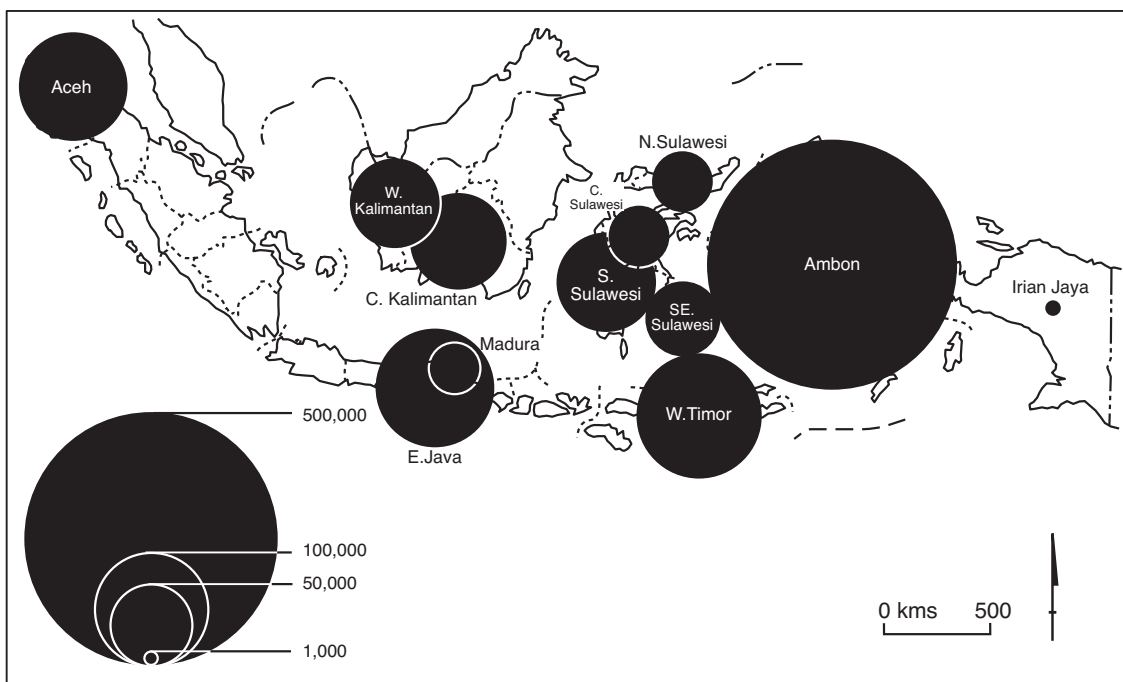 Aceh
N.Sulawesi
W.
Kalimantan
C.
Sulawesi
Ambon
S.
Sulawesi
Irian Jaya
C. Kalimantan
SE.
Sulawesi
Madura
W.Timor
E.Java
500,000
100,000
50,000
1,000
0 kms 500